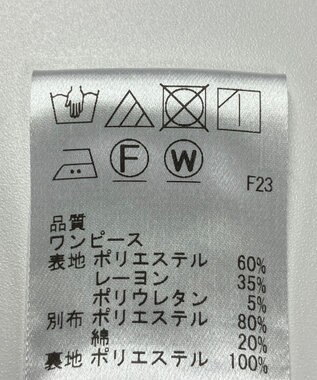 F W
F23
品質
ワンピース
表地 ポリエステル 60%
レーヨン 35%
ポリウレタン 5%
別布 ポリエステル 80%
綿 20%
裏地 ポリエステル 100%